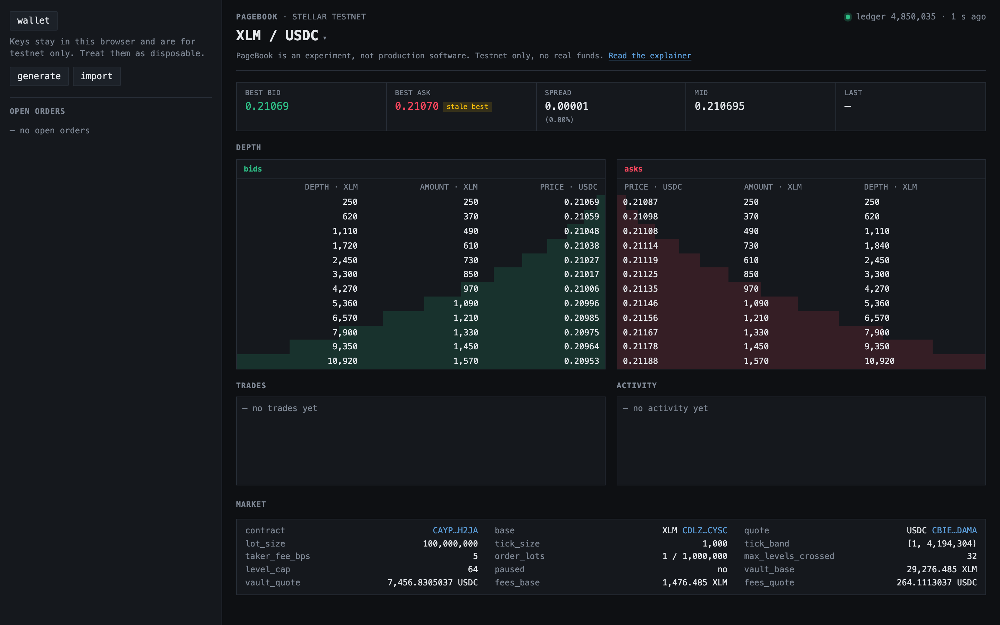 wallet
Keys stay in this browser and are for
testnet only. Treat them as disposable.
generate import
OPEN ORDERS
— no open orders
PAGEBOOK · STELLAR TESTNET
ledger 4,850,035 · 1 s ago
XLM / USDC ▾
PageBook is an experiment, not production software. Testnet only, no real funds. Read the explainer
BEST BID
0.21069
BEST ASK
0.21070 stale best
SPREAD
0.00001
(0.00%)
MID
0.210695
LAST
—
DEPTH
bids
DEPTH · XLM AMOUNT · XLM PRICE · USDC
250 250 0.21069
620 370 0.21059
1,110 490 0.21048
1,720 610 0.21038
2,450 730 0.21027
3,300 850 0.21017
4,270 970 0.21006
5,360 1,090 0.20996
6,570 1,210 0.20985
7,900 1,330 0.20975
9,350 1,450 0.20964
10,920 1,570 0.20953
asks
PRICE · USDC AMOUNT · XLM DEPTH · XLM
0.21087 250 250
0.21098 370 620
0.21108 490 1,110
0.21114 730 1,840
0.21119 610 2,450
0.21125 850 3,300
0.21135 970 4,270
0.21146 1,090 5,360
0.21156 1,210 6,570
0.21167 1,330 7,900
0.21178 1,450 9,350
0.21188 1,570 10,920
TRADES
— no trades yet
ACTIVITY
— no activity yet
MARKET
contract CAYP…H2JA base XLM CDLZ…CYSC quote USDC CBIE…DAMA
lot_size 100,000,000 tick_size 1,000 tick_band [1, 4,194,304)
taker_fee_bps 5 order_lots 1 / 1,000,000 max_levels_crossed 32
level_cap 64 paused no vault_base 29,276.485 XLM
vault_quote 7,456.8305037 USDC fees_base 1,476.485 XLM fees_quote 264.1113037 USDC